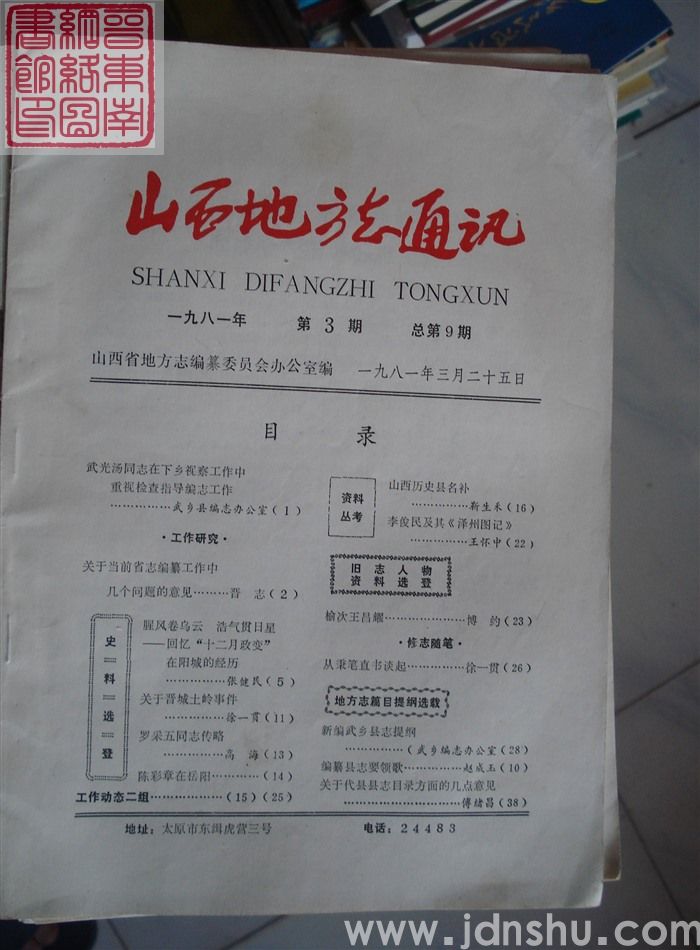 晋东南
网络图
书馆印
山西地方志通讯
SHANXI DIFANGZHI TONGXUN
一九八一年 第3期 总第9期
山西省地方志编纂委员会办公室编 一九八一年三月二十五日
目 录
武光汤同志在下乡视察工作中
重视检查指导编志工作
……………武乡县编志办公室(1)
·工作研究·
关于当前省志编纂工作中
几个问题的意见………晋 志(2)
史料选登
腥风卷乌云 浩气贯日星
——回忆“十二月政变”
在阳城的经历
………………张健民(5)
关于晋城土岭事件
………………徐一贯(11)
罗采五同志传略
………………高 海(13)
陈彩章在岳阳…………(14)
工作动态二组…………(15)(25)
资料
丛考
山西历史县名补
………………靳生禾(16)
李俊民及其《泽州图记》
………………王怀中(22)
旧志人物
资料选登
榆次王昌耀……………博 约(23)
·修志随笔·
从秉笔直书谈起…………徐一贯(26)
地方志篇目提纲选载
新编武乡县志提纲
……………(武乡编志办公室(28)
编纂县志要领歌…………赵成玉(10)
关于代县县志目录方面的几点意见
………………………傅绪昌(38)
地址：太原市东缉虎营三号 电话：24483
www.jdnshu.com